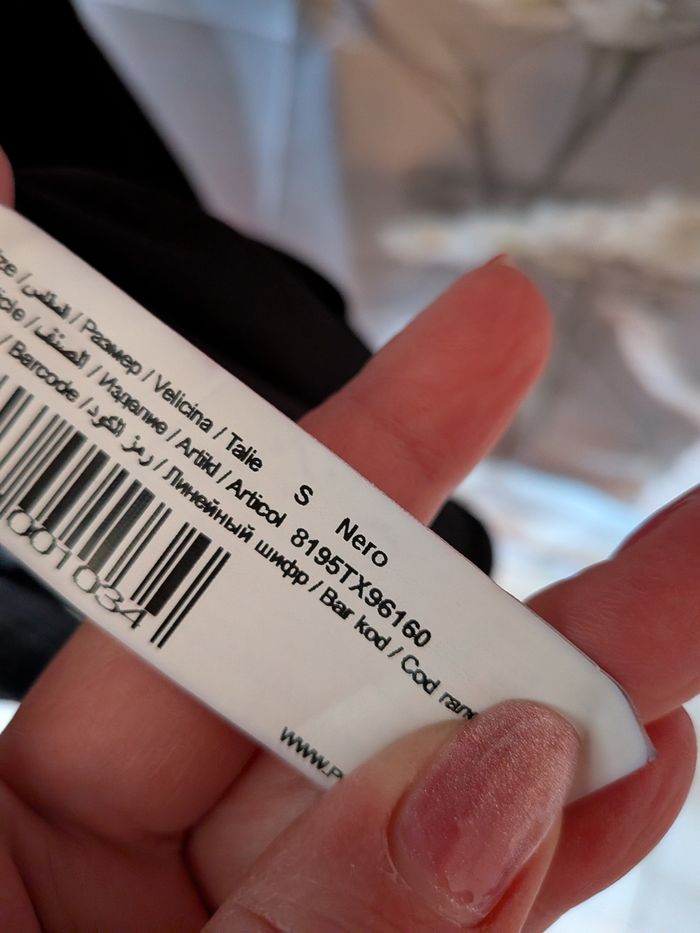 ize / المقاس / Размер / Velicina / Talie S Nero
icle / الصنف / Изделие / Artikl / Articol 8195TX96160
/ Barcode / رمز الكود / Линейный шифр / Bar kod / Cod
001034
www.